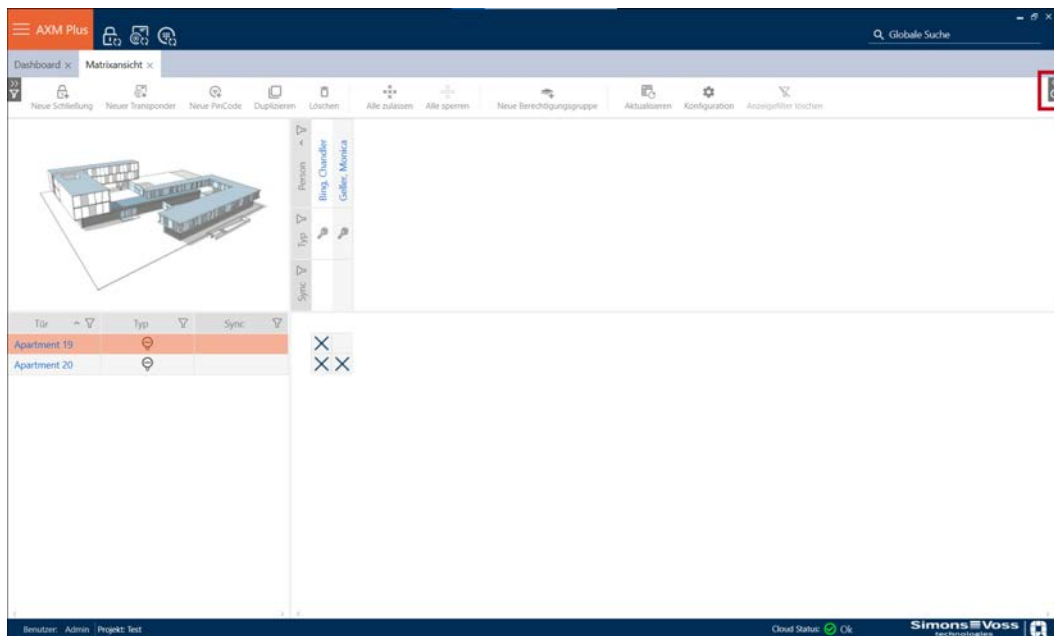 AXM Plus
Globale Suche
Dashboard × Matrixansicht ×
Neue Schließung Neuer Transponder Neue PinCode Duplizieren Löschen Alle zulassen Alle sperren Neue Berechtigungsgruppe Aktualisieren Konfiguration Anzeigefilter löschen
Person
Bing, Chandler
Geller, Monica
Typ
Sync
Tür Typ Sync
Apartment 19
Apartment 20
Benutzer: Admin Projekt: Test Cloud Status: Ok SimonsVoss
technologies